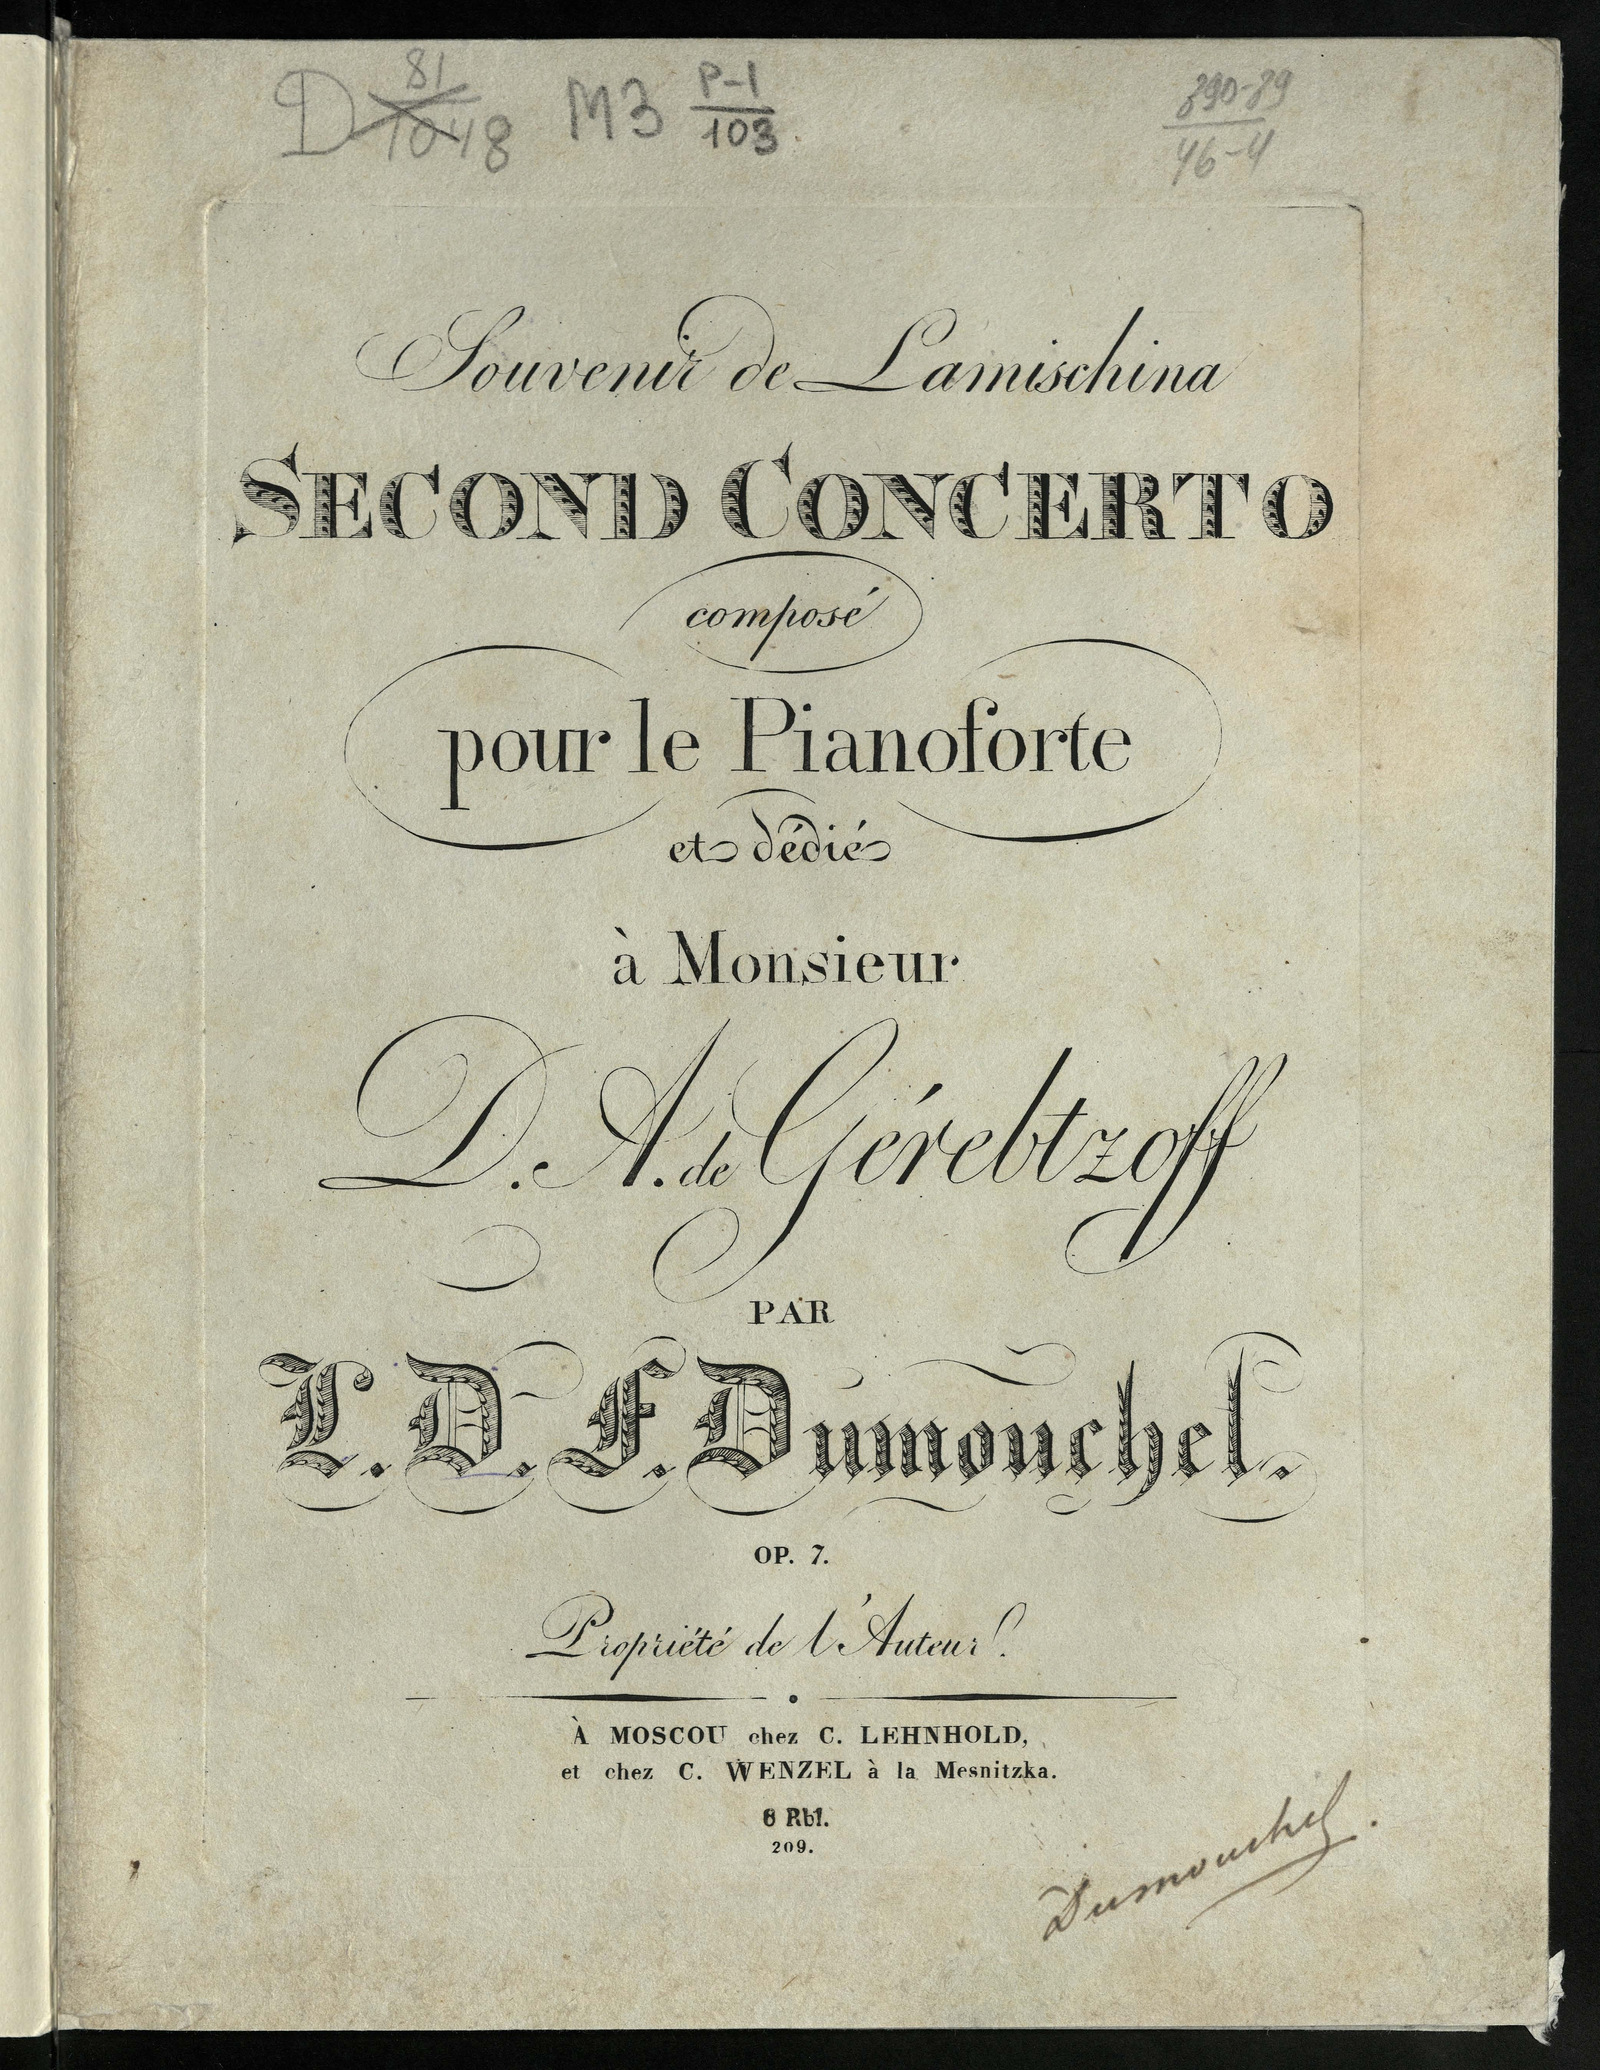 D 81/1048 МЗ Р-1/103.
390-89/46-4
Souvenir de Lamischina
SECOND CONCERTO
composé
pour le Pianoforte
et dédié
à Monsieur
D. A. de Gérebtzoff
PAR
L. D. F. Dumouchel.
OP. 7.
Propriété de l'Auteur.
À MOSCOU chez C. LEHNHOLD,
et chez C. WENZEL à la Mesnitzka.
6 Rbl.
209.
Dumouchel.